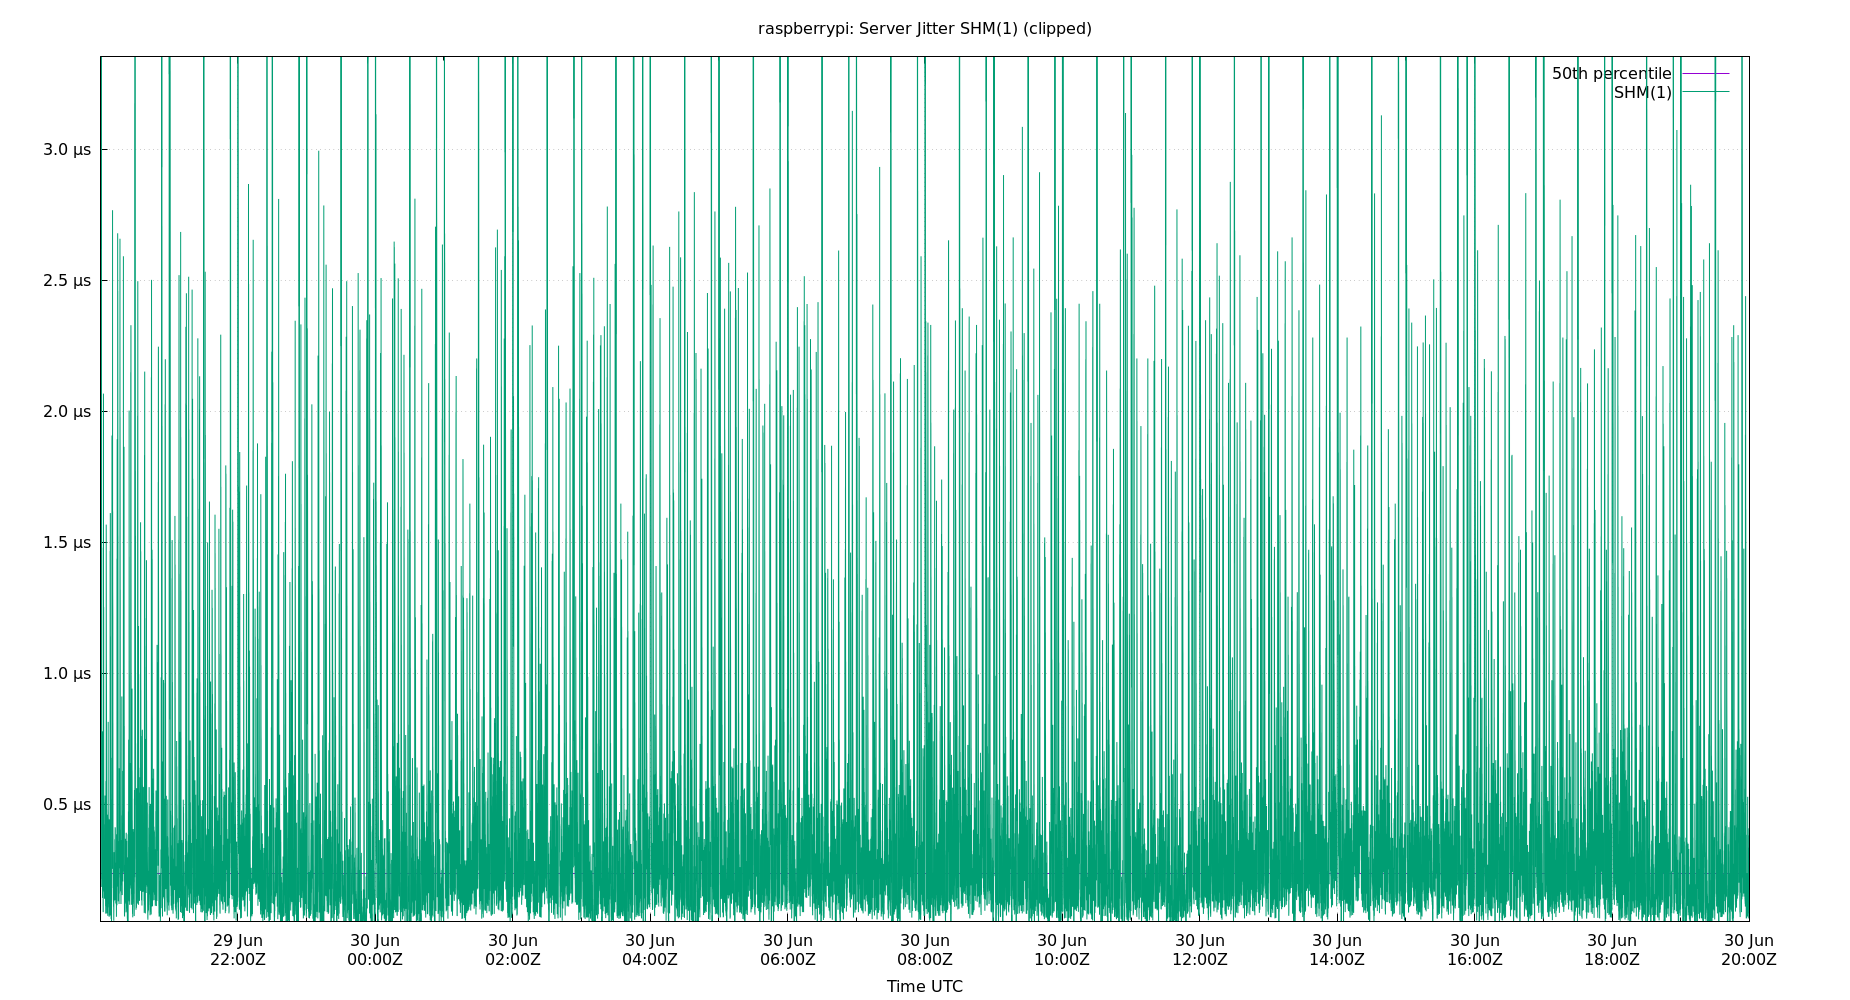 raspberrypi: Server Jitter SHM(1) (clipped)
50th percentile
SHM(1)
3.0 μs
2.5 μs
2.0 μs
1.5 μs
1.0 μs
0.5 μs
29 Jun 30 Jun 30 Jun 30 Jun 30 Jun 30 Jun 30 Jun 30 Jun 30 Jun 30 Jun 30 Jun 30 Jun
22:00Z 00:00Z 02:00Z 04:00Z 06:00Z 08:00Z 10:00Z 12:00Z 14:00Z 16:00Z 18:00Z 20:00Z
Time UTC